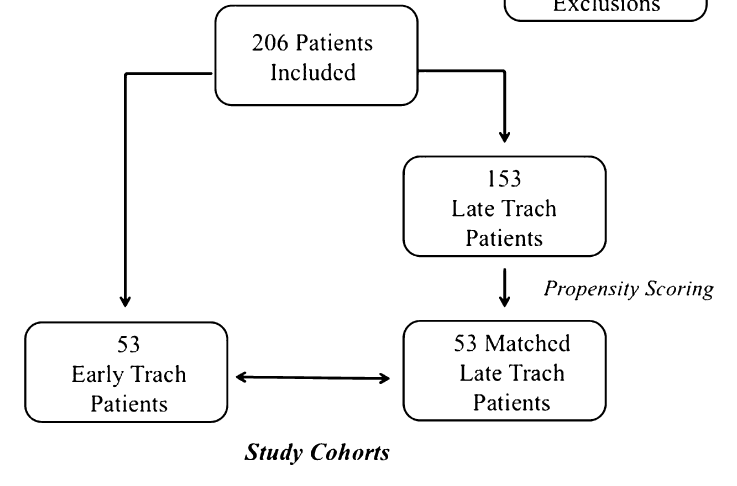 Exclusions
206 Patients
Included
153
Late Trach
Patients
Propensity Scoring
53
Early Trach
Patients
53 Matched
Late Trach
Patients
Study Cohorts